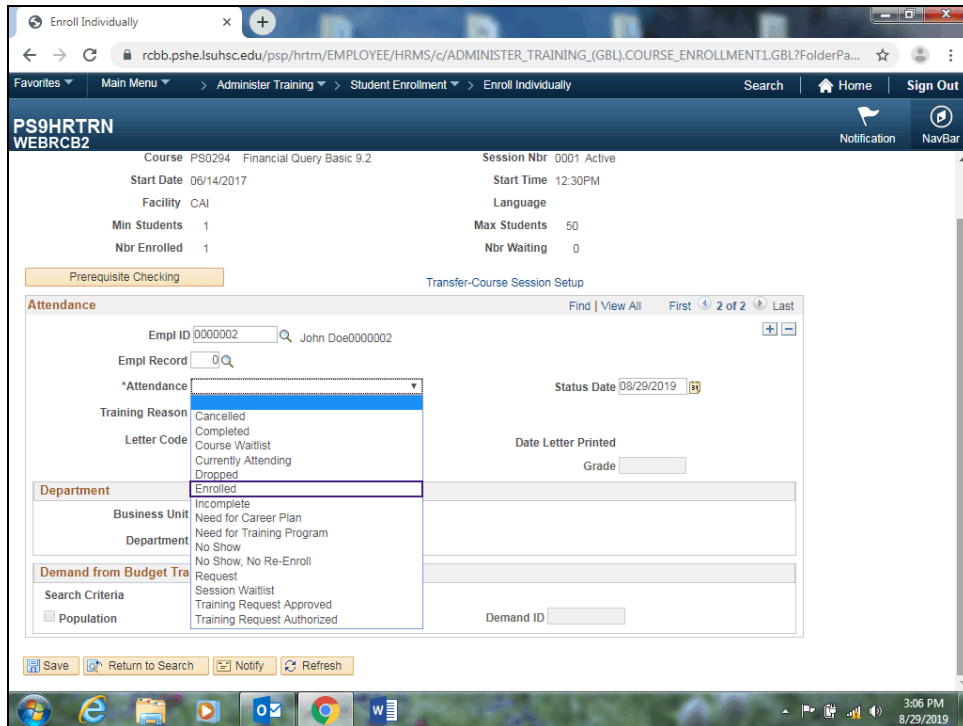 Enroll Individually
rcbb.pshe.lsuhsc.edu/psp/hrtrn/EMPLOYEE/HRMS/c/ADMINISTER_TRAINING_(GBL).COURSE_ENROLLMENT1.GBL?FolderPa...
Favorites Main Menu > Administer Training > Student Enrollment > Enroll Individually Search Home Sign Out
PS9HRTRN
WEBRCB2
Notification NavBar
Course PS0294 Financial Query Basic 9.2 Session Nbr 0001 Active
Start Date 06/14/2017 Start Time 12:30PM
Facility CAI Language
Min Students 1 Max Students 50
Nbr Enrolled 1 Nbr Waiting 0
Prerequisite Checking Transfer-Course Session Setup
Attendance Find | View All First 2 of 2 Last
Empl ID 0000002 John Doe0000002
Empl Record 0
*Attendance Status Date 08/29/2019 31
Training Reason
Letter Code Date Letter Printed
Grade
Cancelled
Completed
Course Waitlist
Currently Attending
Dropped
Enrolled
Incomplete
Need for Career Plan
Need for Training Program
No Show
No Show, No Re-Enroll
Request
Session Waitlist
Training Request Approved
Training Request Authorized
Department
Business Unit
Department
Demand from Budget Tra
Search Criteria
Population Demand ID
Save Return to Search Notify Refresh
3:06 PM
8/29/2019